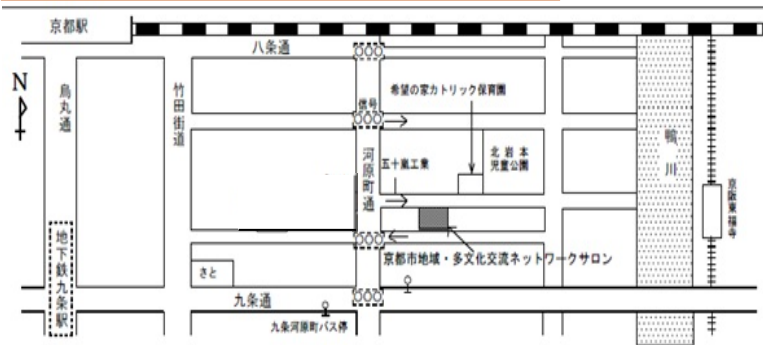 京都駅
八条通
N
烏丸通
竹田街道
信号
希望の家カトリック保育園
河原町通
五十嵐工業
北岩本
児童公園
鴨川
京阪東福寺
京都市地域・多文化交流ネットワークサロン
地下鉄九条駅
さと
九条通
九条河原町バス停